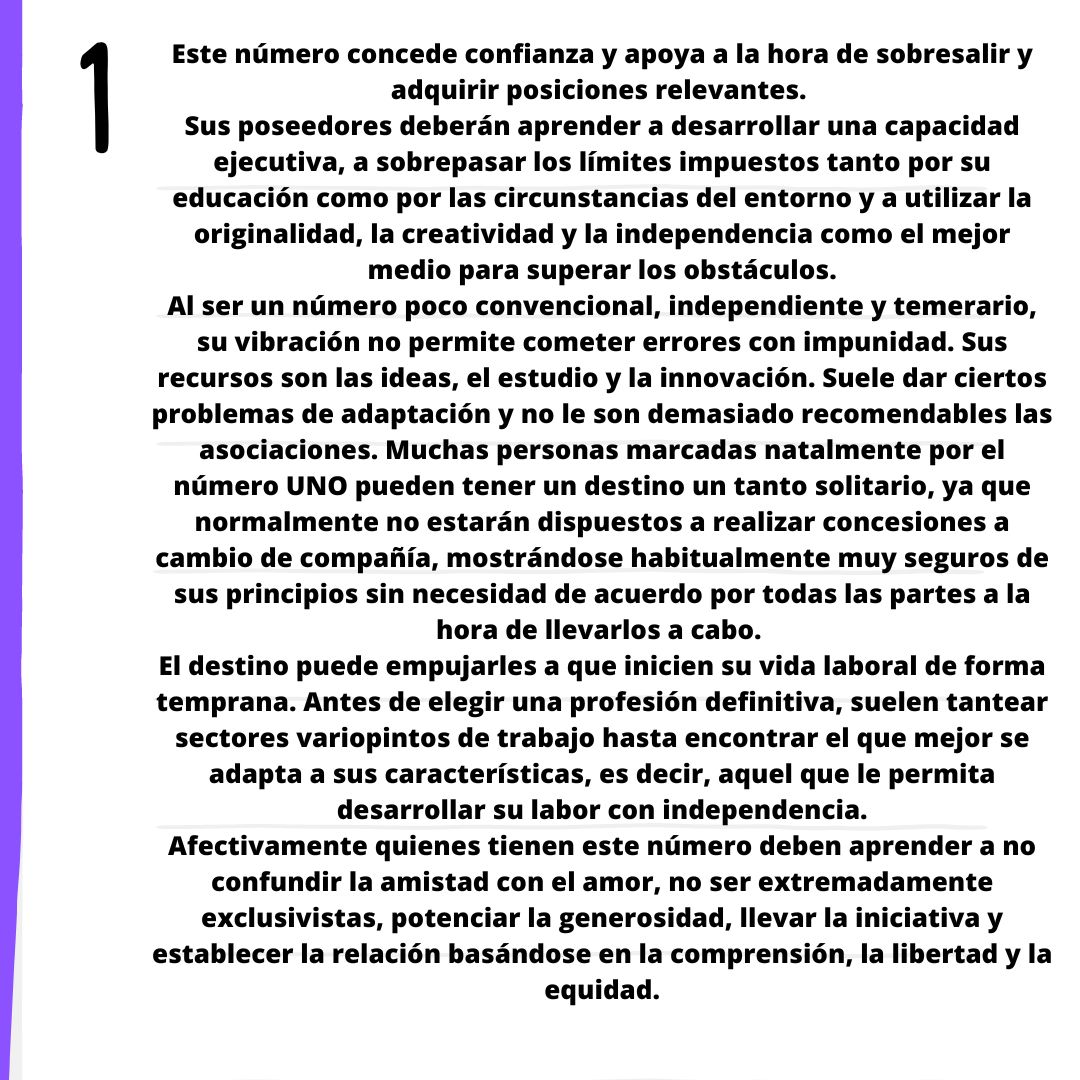 1
Este número concede confianza y apoya a la hora de sobresalir y
adquirir posiciones relevantes.
Sus poseedores deberán aprender a desarrollar una capacidad
ejecutiva, a sobrepasar los límites impuestos tanto por su
educación como por las circunstancias del entorno y a utilizar la
originalidad, la creatividad y la independencia como el mejor
medio para superar los obstáculos.
Al ser un número poco convencional, independiente y temerario,
su vibración no permite cometer errores con impunidad. Sus
recursos son las ideas, el estudio y la innovación. Suele dar ciertos
problemas de adaptación y no le son demasiado recomendables las
asociaciones. Muchas personas marcadas natalmente por el
número UNO pueden tener un destino un tanto solitario, ya que
normalmente no estarán dispuestos a realizar concesiones a
cambio de compañía, mostrándose habitualmente muy seguros de
sus principios sin necesidad de acuerdo por todas las partes a la
hora de llevarlos a cabo.
El destino puede empujarles a que inicien su vida laboral de forma
temprana. Antes de elegir una profesión definitiva, suelen tantear
sectores variopintos de trabajo hasta encontrar el que mejor se
adapta a sus características, es decir, aquel que le permita
desarrollar su labor con independencia.
Afectivamente quienes tienen este número deben aprender a no
confundir la amistad con el amor, no ser extremadamente
exclusivistas, potenciar la generosidad, llevar la iniciativa y
establecer la relación basándose en la comprensión, la libertad y la
equidad.